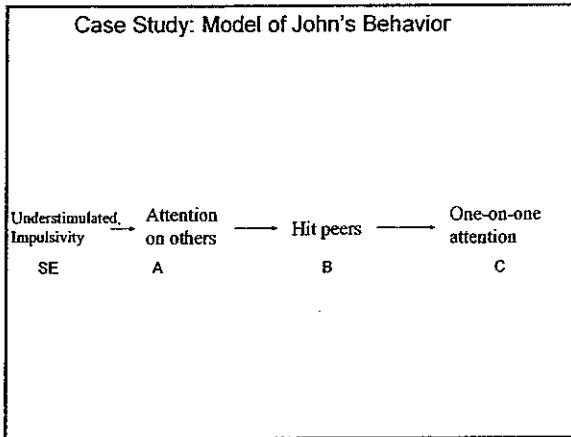 Case Study: Model of John's Behavior
Understimulated, Impulsivity
Attention on others
Hit peers
One-on-one attention
SE A B C